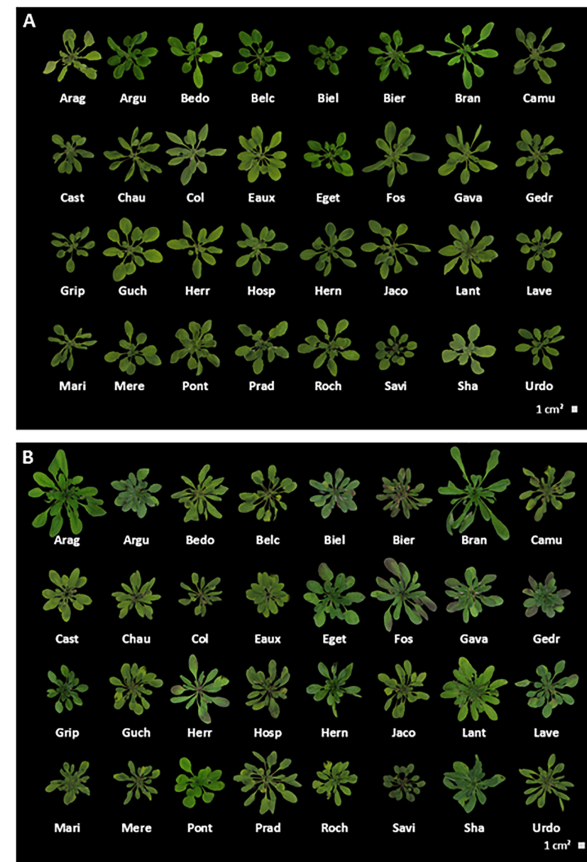 A
Arag Argu Bedo Belc Biel Bier Bran Camu
Cast Chau Col Eaux Eget Fos Gava Gedr
Grip Guch Herr Hosp Hern Jaco Lant Lave
Mari Mere Pont Prad Roch Savi Sha Urdo
1 cm²
B
Arag Argu Bedo Belc Biel Bier Bran Camu
Cast Chau Col Eaux Eget Fos Gava Gedr
Grip Guch Herr Hosp Hern Jaco Lant Lave
Mari Mere Pont Prad Roch Savi Sha Urdo
1 cm²